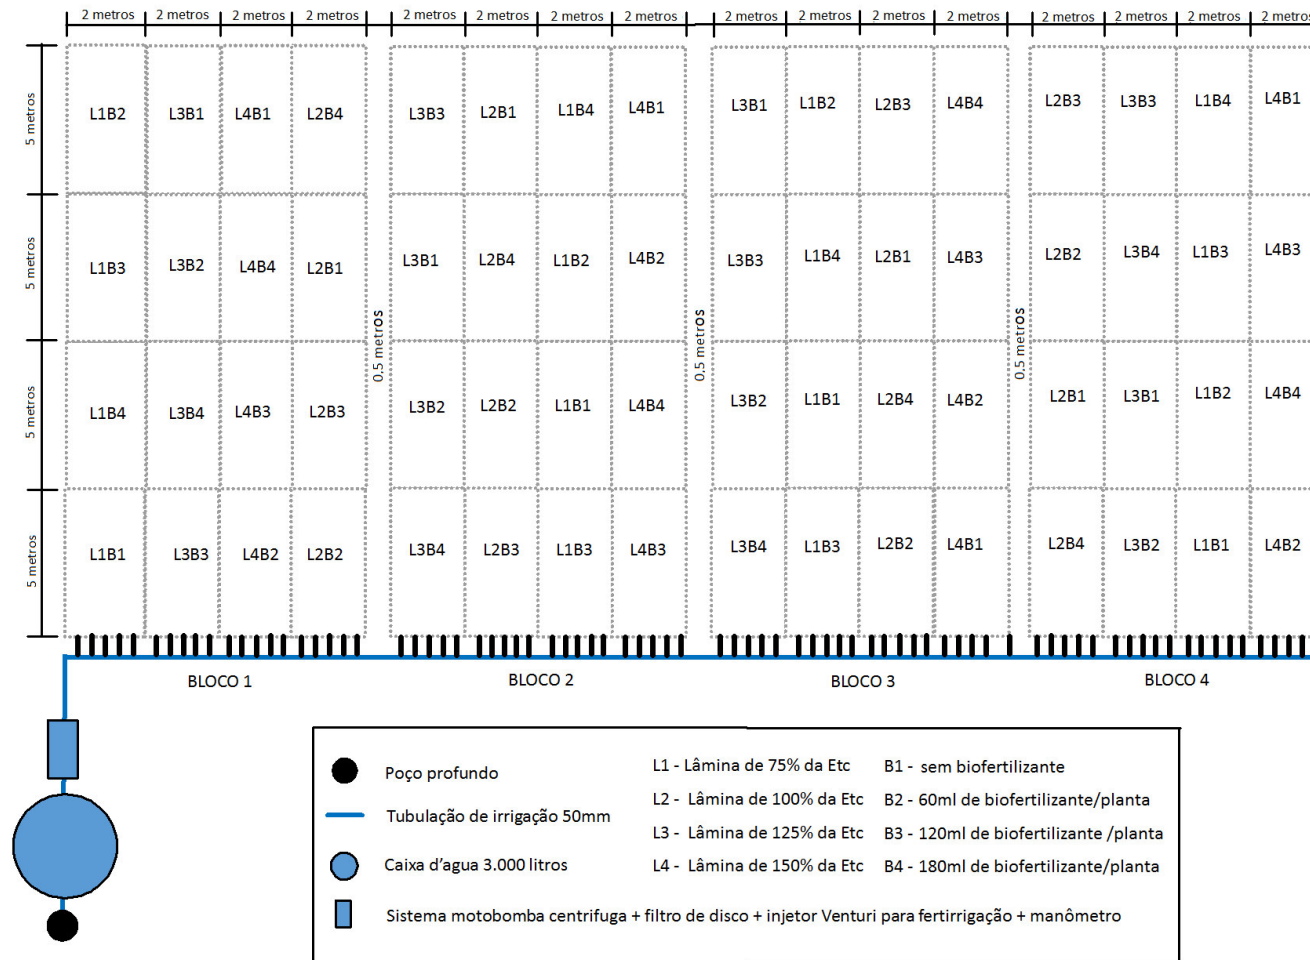 2 metros 2 metros 2 metros 2 metros 2 metros 2 metros 2 metros 2 metros 2 metros 2 metros 2 metros 2 metros 2 metros 2 metros 2 metros 2 metros
5 metros L1B2 L3B1 L4B1 L2B4 L3B3 L2B1 L1B4 L4B1 L3B1 L1B2 L2B3 L4B4 L2B3 L3B3 L1B4 L4B1
5 metros L1B3 L3B2 L4B4 L2B1 L3B1 L2B4 L1B2 L4B2 L3B3 L1B4 L2B1 L4B3 L2B2 L3B4 L1B3 L4B3
0,5 metros 0,5 metros 0,5 metros
5 metros L1B4 L3B4 L4B3 L2B3 L3B2 L2B2 L1B1 L4B4 L3B2 L1B1 L2B4 L4B2 L2B1 L3B1 L1B2 L4B4
5 metros L1B1 L3B3 L4B2 L2B2 L3B4 L2B3 L1B3 L4B3 L3B4 L1B3 L2B2 L4B1 L2B4 L3B2 L1B1 L4B2
BLOCO 1 BLOCO 2 BLOCO 3 BLOCO 4
Poço profundo
Tubulação de irrigação 50mm
Caixa d'agua 3.000 litros
Sistema motobomba centrifuga + filtro de disco + injetor Venturi para fertirrigação + manômetro
L1 - Lâmina de 75% da Etc
L2 - Lâmina de 100% da Etc
L3 - Lâmina de 125% da Etc
L4 - Lâmina de 150% da Etc
B1 - sem biofertilizante
B2 - 60ml de biofertilizante/planta
B3 - 120ml de biofertilizante /planta
B4 - 180ml de biofertilizante/planta